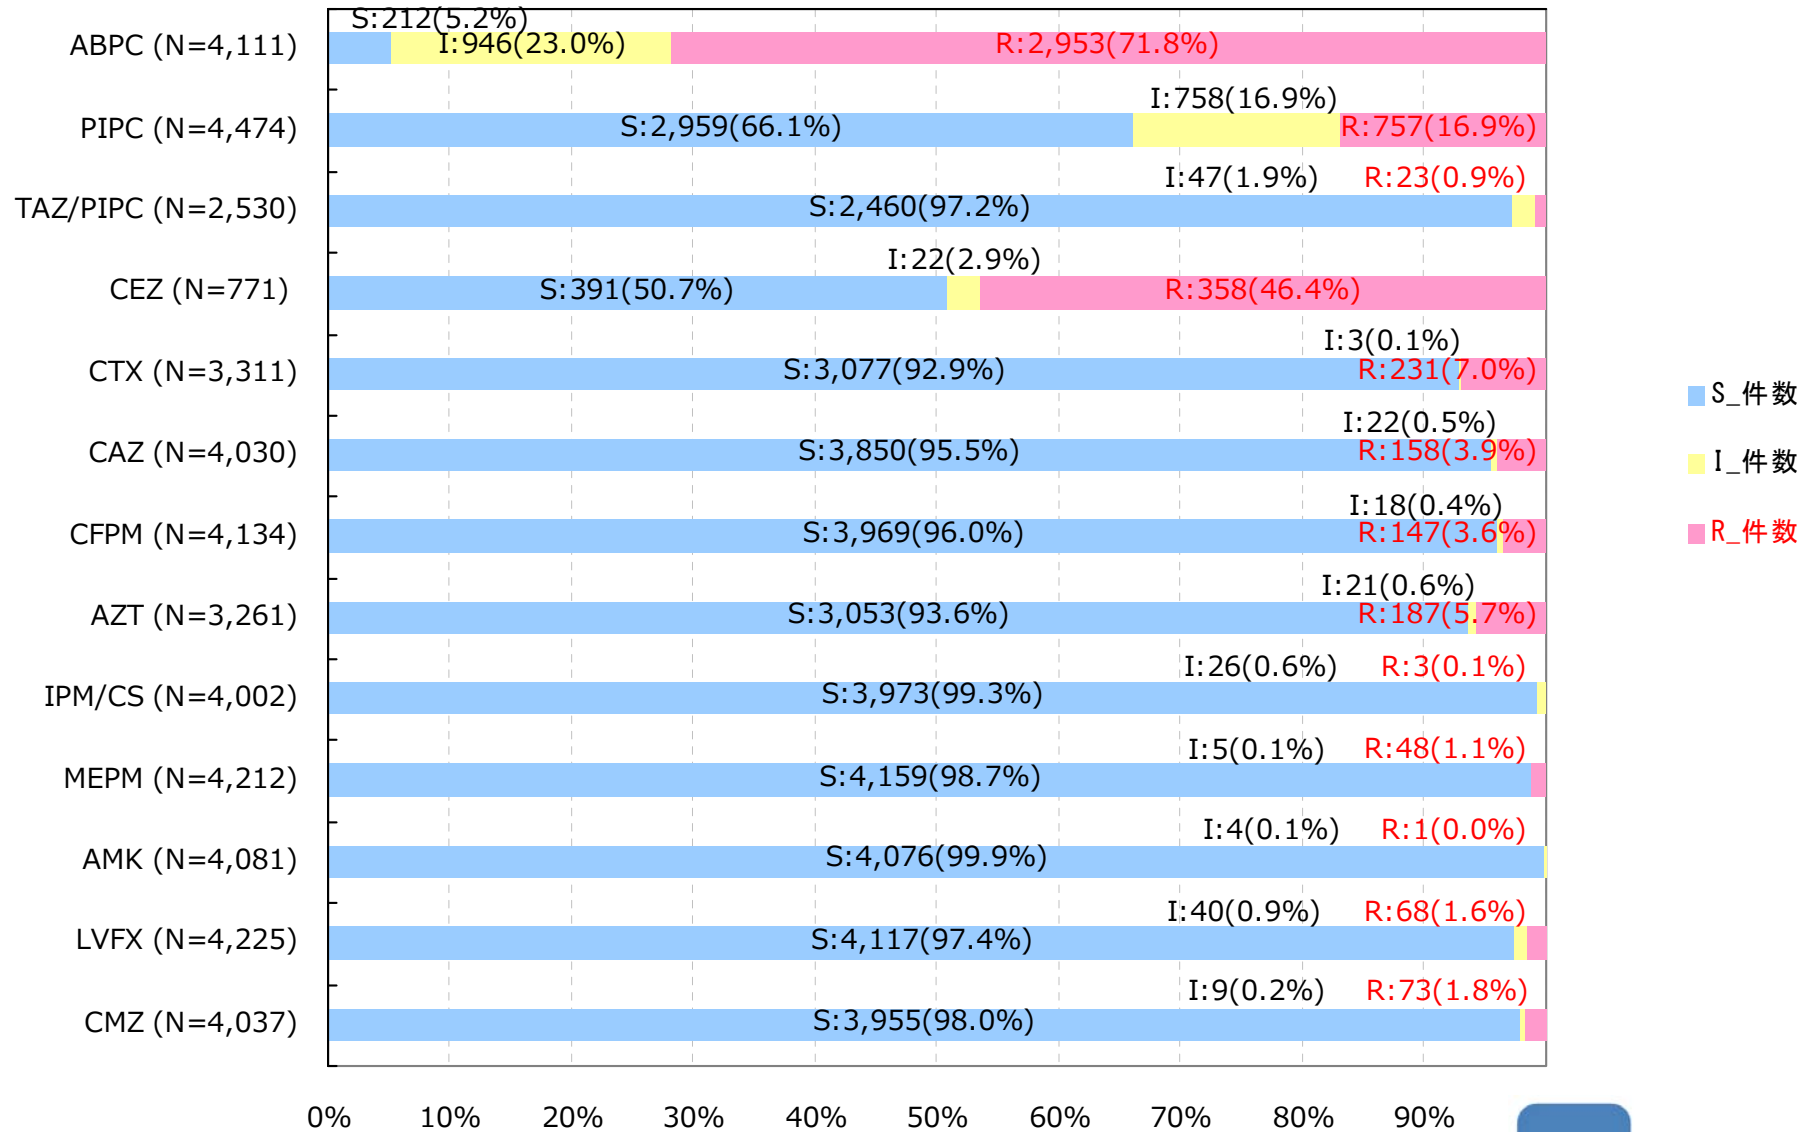 S:212(5.2%)
ABPC (N=4,111) I:946(23.0%) R:2,953(71.8%)
I:758(16.9%)
PIPC (N=4,474) S:2,959(66.1%) R:757(16.9%)
I:47(1.9%) R:23(0.9%)
TAZ/PIPC (N=2,530) S:2,460(97.2%)
I:22(2.9%)
CEZ (N=771) S:391(50.7%) R:358(46.4%)
I:3(0.1%)
CTX (N=3,311) S:3,077(92.9%) R:231(7.0%)
I:22(0.5%)
CAZ (N=4,030) S:3,850(95.5%) R:158(3.9%)
I:18(0.4%)
CFPM (N=4,134) S:3,969(96.0%) R:147(3.6%)
I:21(0.6%)
AZT (N=3,261) S:3,053(93.6%) R:187(5.7%)
I:26(0.6%) R:3(0.1%)
IPM/CS (N=4,002) S:3,973(99.3%)
I:5(0.1%) R:48(1.1%)
MEPM (N=4,212) S:4,159(98.7%)
I:4(0.1%) R:1(0.0%)
AMK (N=4,081) S:4,076(99.9%)
I:40(0.9%) R:68(1.6%)
LVFX (N=4,225) S:4,117(97.4%)
I:9(0.2%) R:73(1.8%)
CMZ (N=4,037) S:3,955(98.0%)
0% 10% 20% 30% 40% 50% 60% 70% 80% 90%
S_件数
I_件数
R_件数